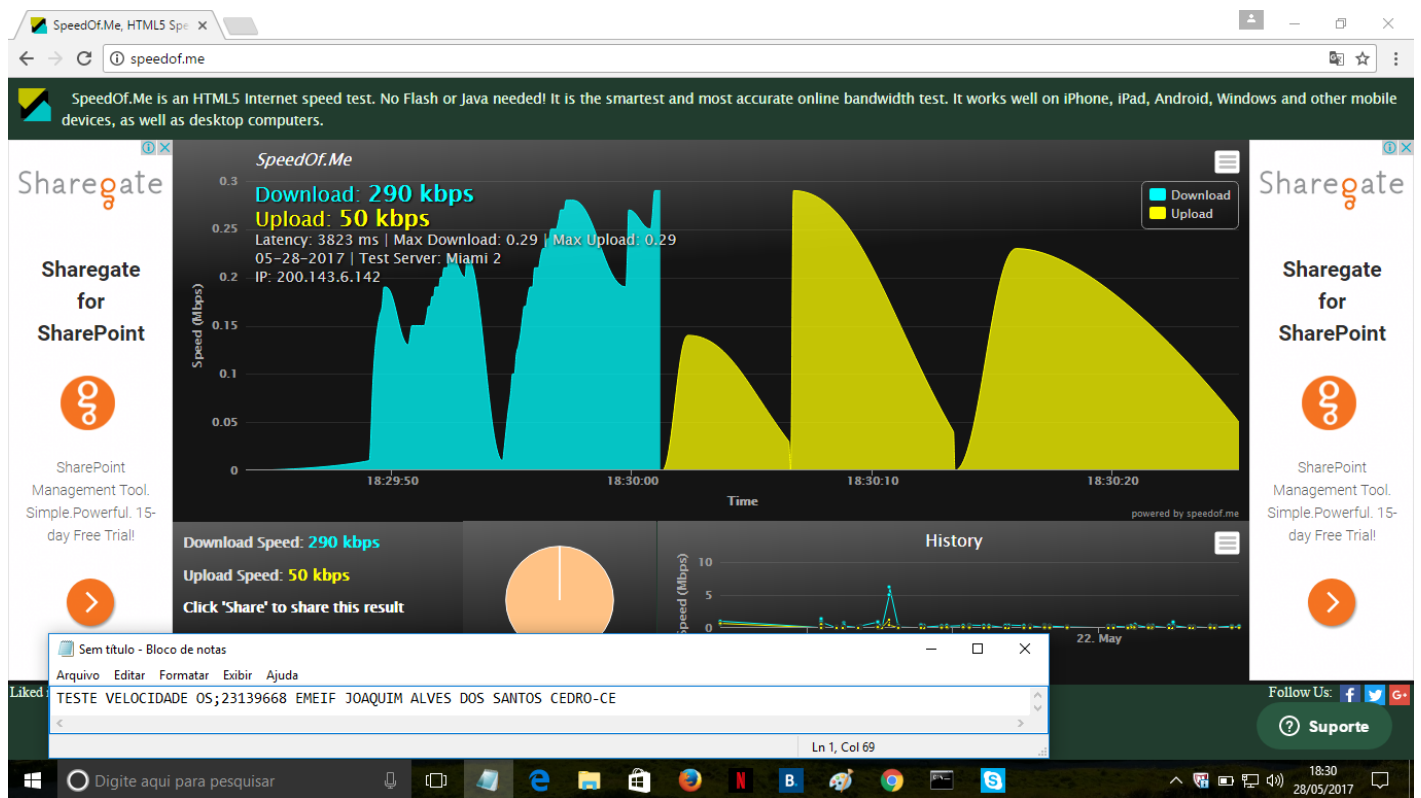 SpeedOf.Me, HTML5 Spe
speedof.me
SpeedOf.Me is an HTML5 Internet speed test. No Flash or Java needed! It is the smartest and most accurate online bandwidth test. It works well on iPhone, iPad, Android, Windows and other mobile
devices, as well as desktop computers.
Sharegate
Sharegate
for
SharePoint
SharePoint
Management Tool.
Simple.Powerful. 15-
day Free Trial!
SpeedOf.Me
Download: 290 kbps
Upload: 50 kbps
Latency: 3823 ms | Max Download: 0.29 | Max Upload: 0.29
05-28-2017 | Test Server: Miami 2
IP: 200.143.6.142
Download
Upload
Speed (Mbps)
0.3
0.25
0.2
0.15
0.1
0.05
0
18:29:50 18:30:00 18:30:10 18:30:20
Time
powered by speedof.me
Sharegate
Sharegate
for
SharePoint
SharePoint
Management Tool.
Simple.Powerful. 15-
day Free Trial!
Download Speed: 290 kbps
Upload Speed: 50 kbps
Click 'Share' to share this result
History
Speed (Mbps)
10
5
0
22. May
Sem título - Bloco de notas
Arquivo Editar Formatar Exibir Ajuda
TESTE VELOCIDADE OS;23139668 EMEIF JOAQUIM ALVES DOS SANTOS CEDRO-CE
Ln 1, Col 69
Liked
Follow Us:
Suporte
Digite aqui para pesquisar
18:30
28/05/2017